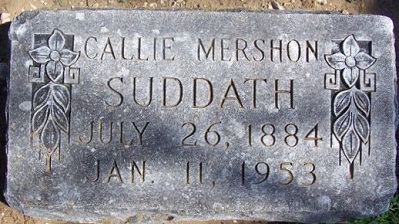 CALLIE MERSHON
SUDDATH
JULY 26, 1884
JAN. 11, 1953